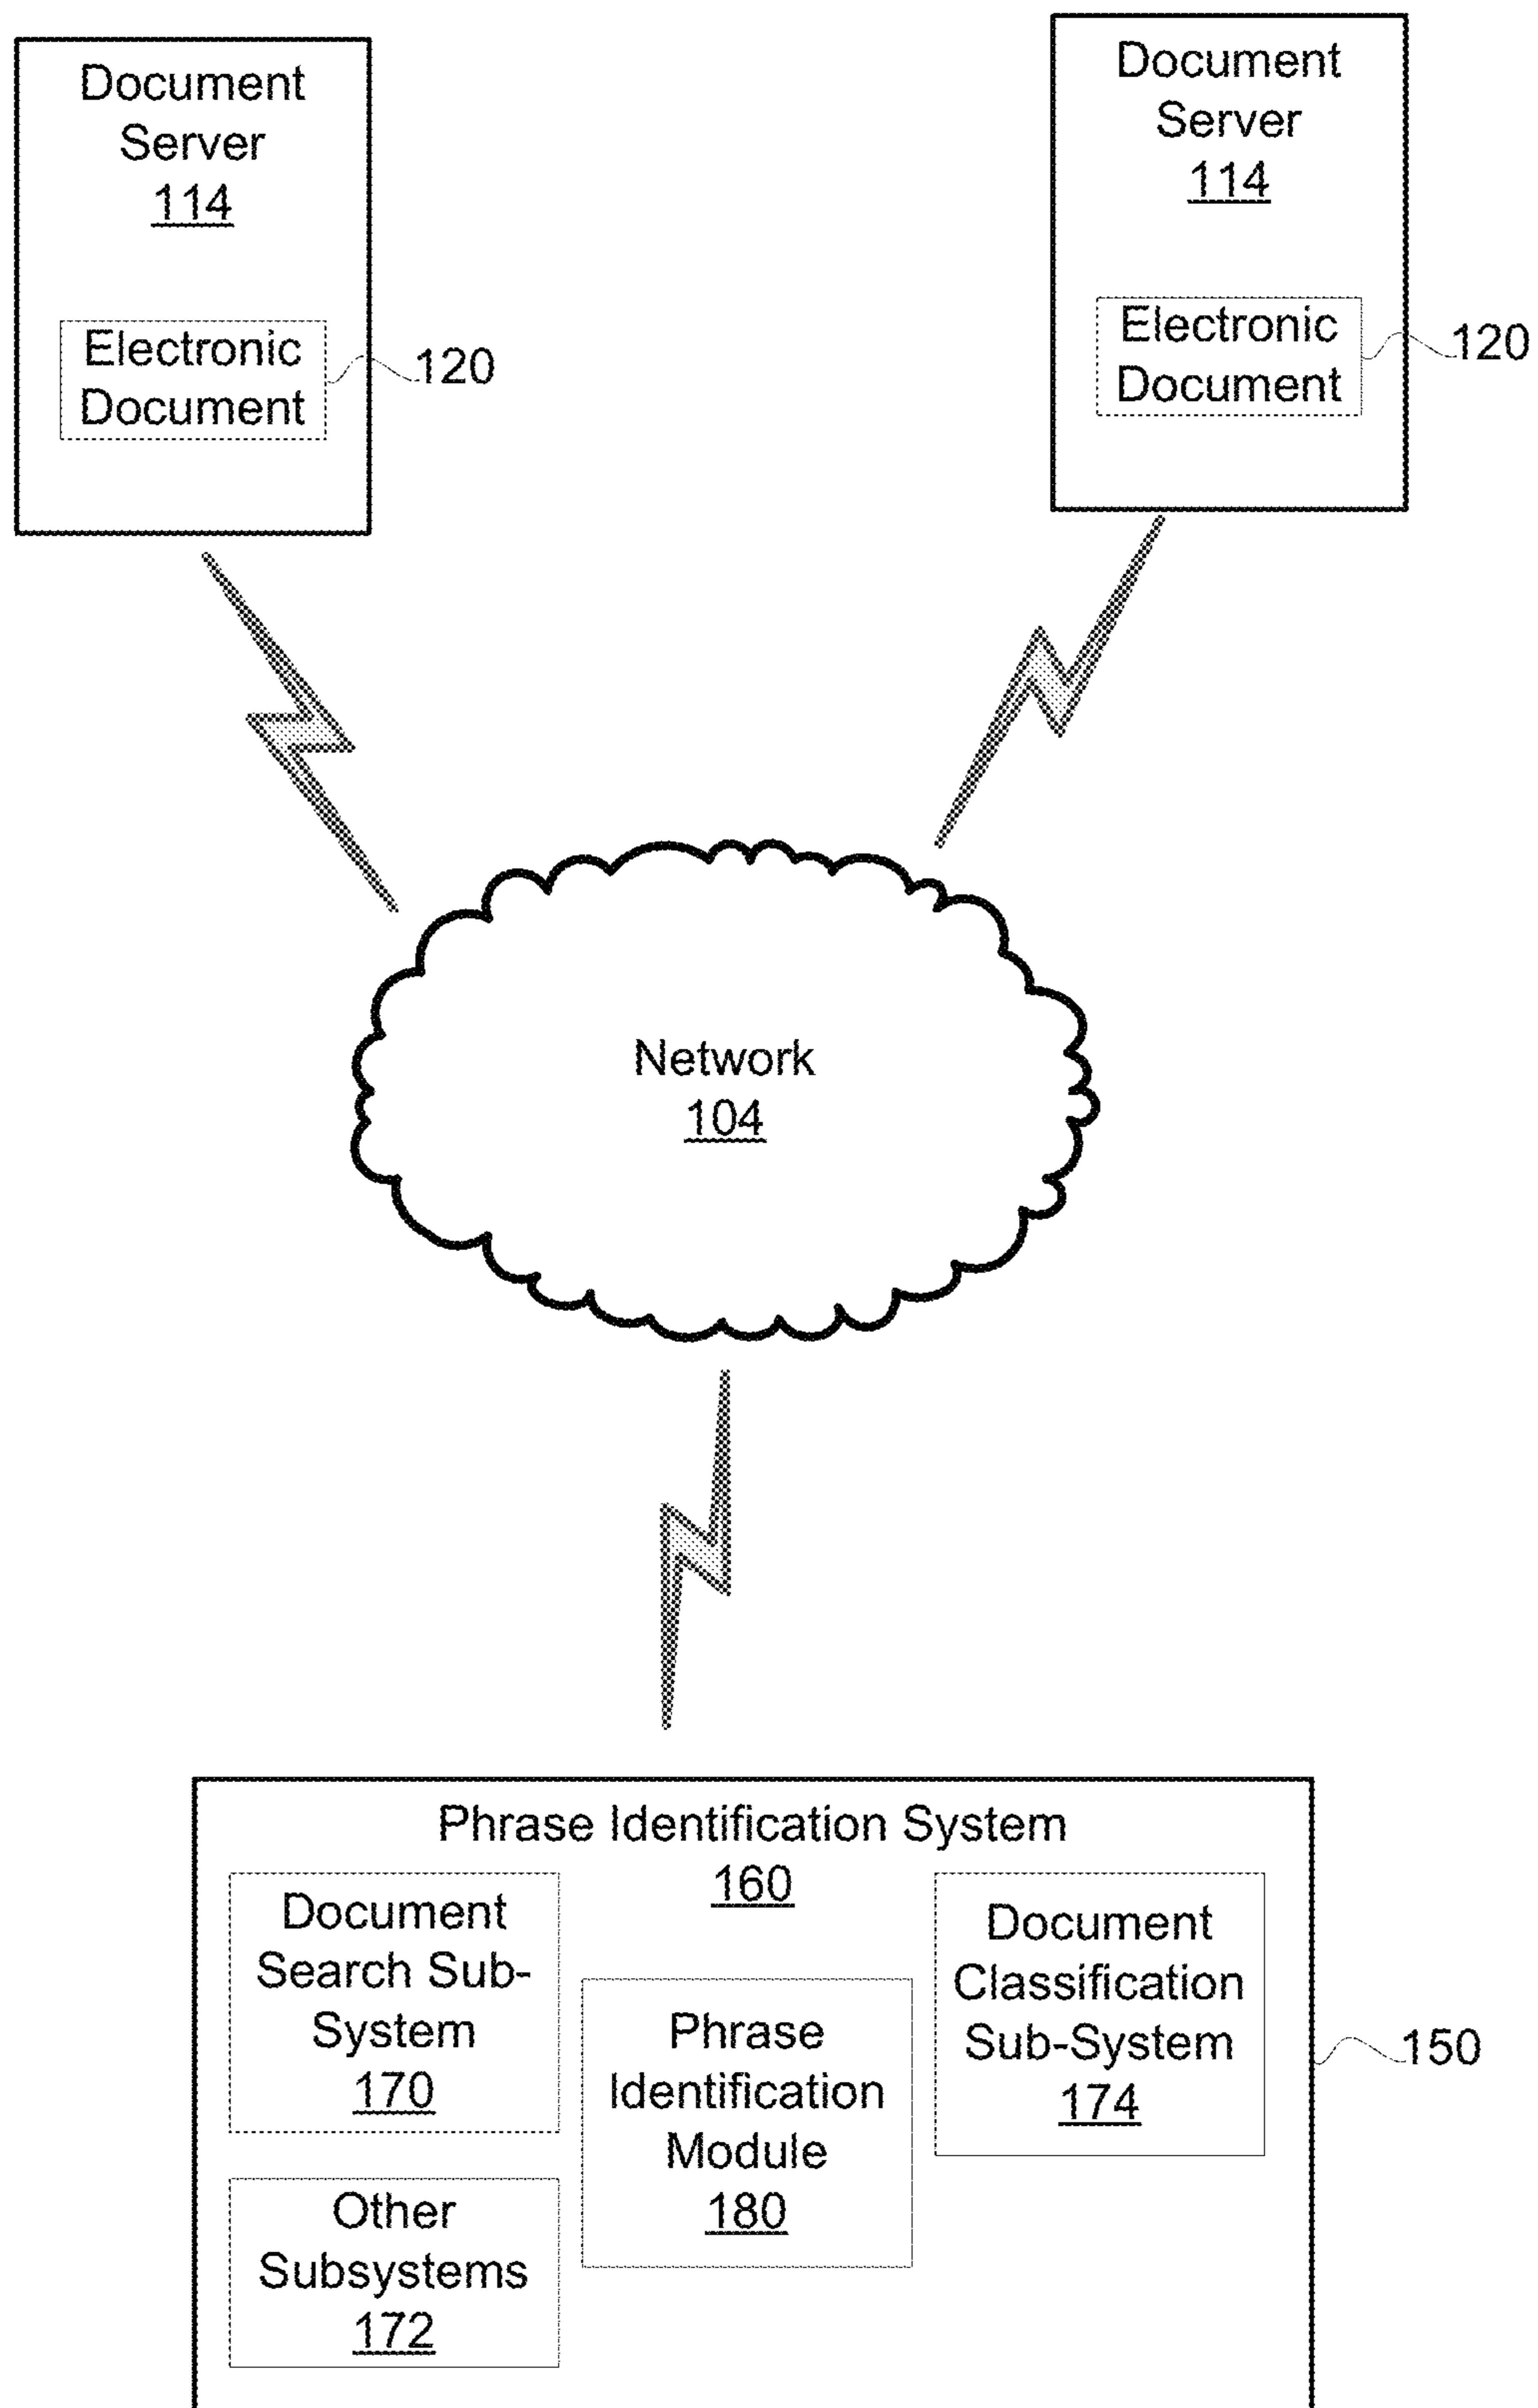 Document
Server
114
Electronic
Document
120
Document
Server
114
Electronic
Document
120
Network
104
Phrase Identification System
160
Document
Search Sub-
System
170
Other
Subsystems
172
Phrase
Identification
Module
180
Document
Classification
Sub-System
174
150